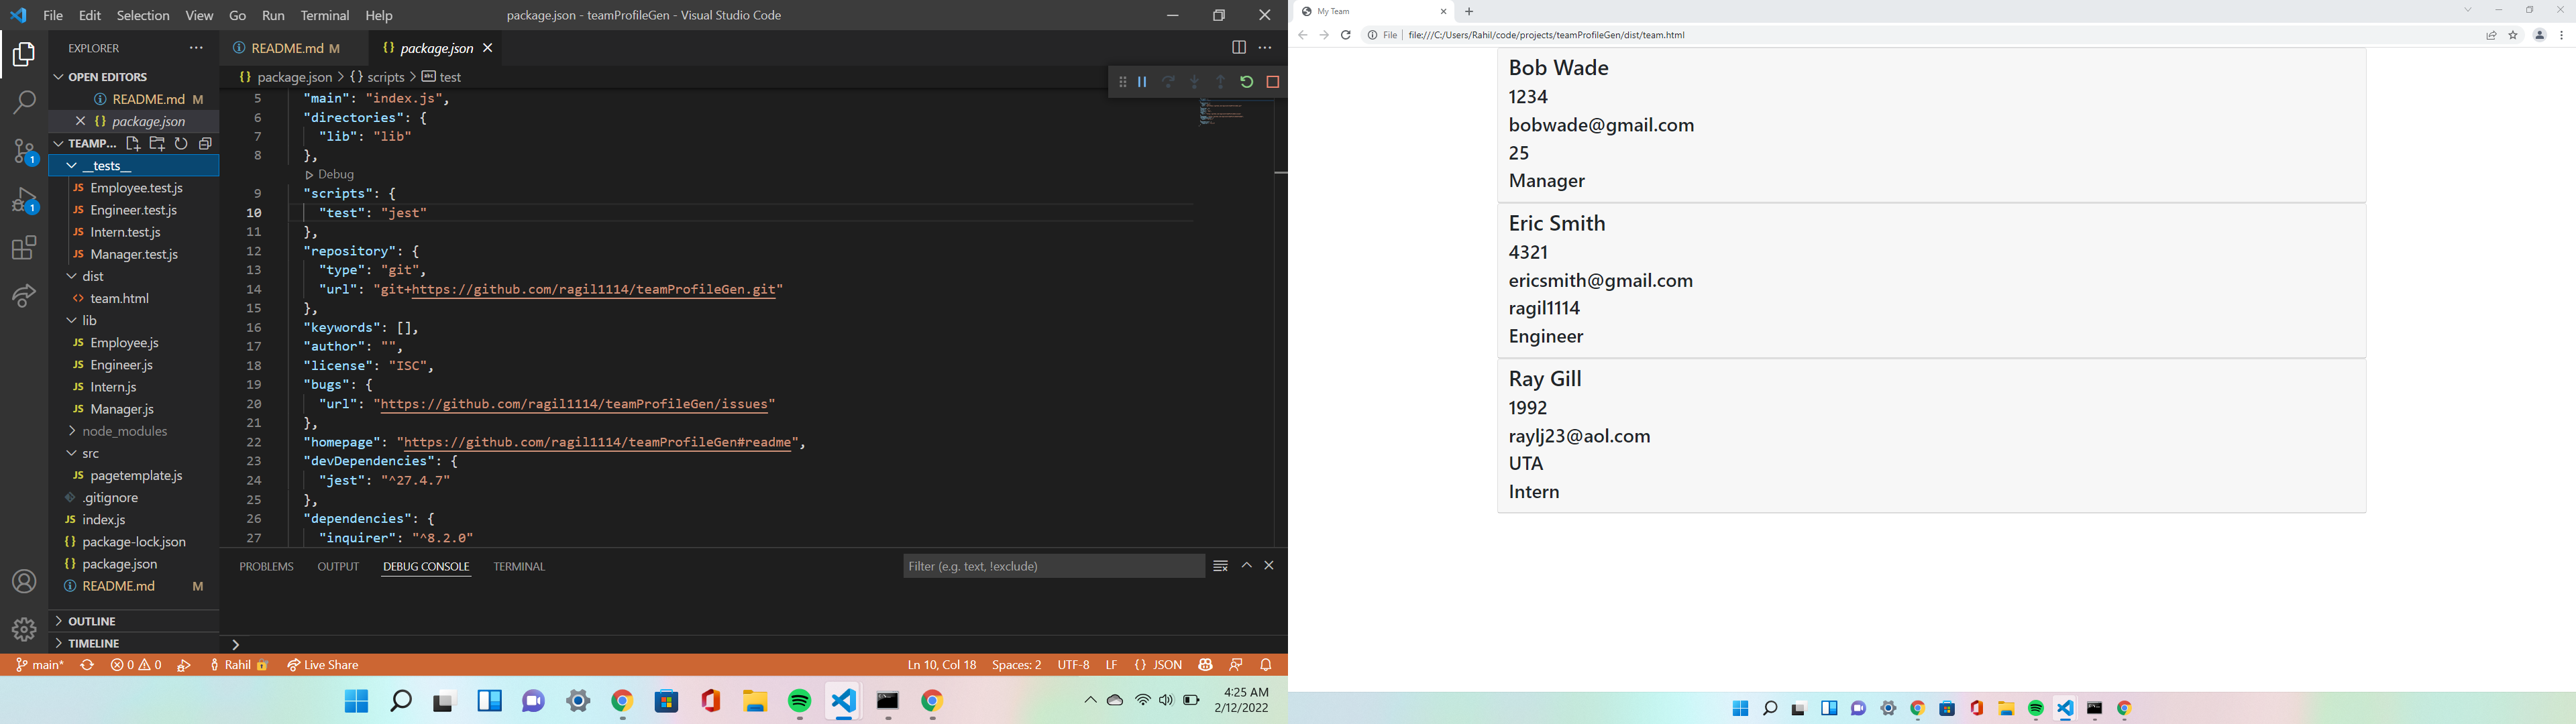 File Edit Selection View Go Run Terminal Help
package.json - teamProfileGen - Visual Studio Code
EXPLORER
OPEN EDITORS
README.md M
package.json
TEAMP...
__tests__
Employee.test.js
Engineer.test.js
Intern.test.js
Manager.test.js
dist
team.html
lib
Employee.js
Engineer.js
Intern.js
Manager.js
node_modules
src
pagetemplate.js
.gitignore
index.js
package-lock.json
package.json
README.md M
OUTLINE
TIMELINE
1
1
README.md M
package.json
package.json > {} scripts > abc test
5 "main": "index.js",
6 "directories": {
7 "lib": "lib"
8 },
Debug
9 "scripts": {
10 "test": "jest"
11 },
12 "repository": {
13 "type": "git",
14 "url": "git+https://github.com/ragil1114/teamProfileGen.git"
15 },
16 "keywords": [],
17 "author": "",
18 "license": "ISC",
19 "bugs": {
20 "url": "https://github.com/ragil1114/teamProfileGen/issues"
21 },
22 "homepage": "https://github.com/ragil1114/teamProfileGen#readme",
23 "devDependencies": {
24 "jest": "^27.4.7"
25 },
26 "dependencies": {
27 "inquirer": "^8.2.0"
PROBLEMS OUTPUT DEBUG CONSOLE TERMINAL
Filter (e.g. text, !exclude)
main* 0 0 Rahil Live Share
Ln 10, Col 18 Spaces: 2 UTF-8 LF {} JSON
4:25 AM
2/12/2022
My Team
File file:///C:/Users/Rahil/code/projects/teamProfileGen/dist/team.html
Bob Wade
1234
bobwade@gmail.com
25
Manager
Eric Smith
4321
ericsmith@gmail.com
ragil1114
Engineer
Ray Gill
1992
raylj23@aol.com
UTA
Intern